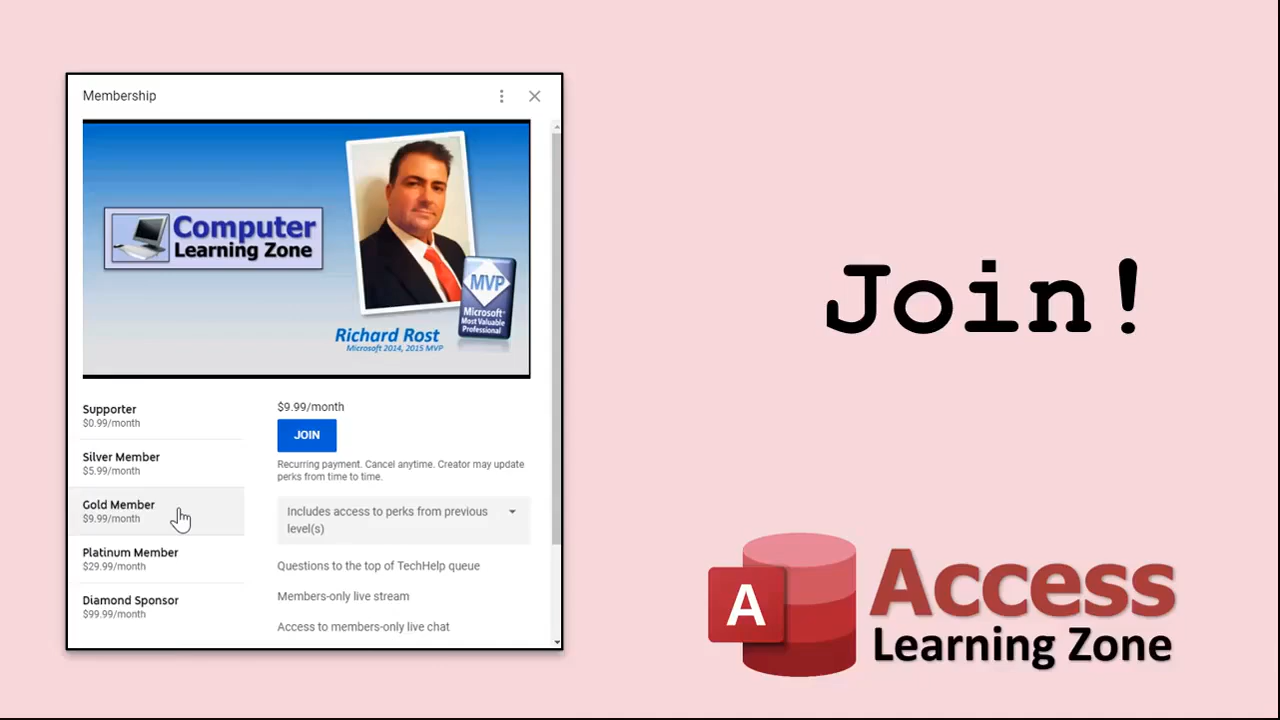 Membership
Computer
Learning Zone
MVP
Microsoft®
Most Valuable
Professional
Richard Rost
Microsoft 2014, 2015 MVP
Supporter
$0.99/month
Silver Member
$5.99/month
Gold Member
$9.99/month
Platinum Member
$29.99/month
Diamond Sponsor
$99.99/month
$9.99/month
JOIN
Recurring payment. Cancel anytime. Creator may update
perks from time to time.
Includes access to perks from previous
level(s)
Questions to the top of TechHelp queue
Members-only live stream
Access to members-only live chat
Join!
A
Access
Learning Zone